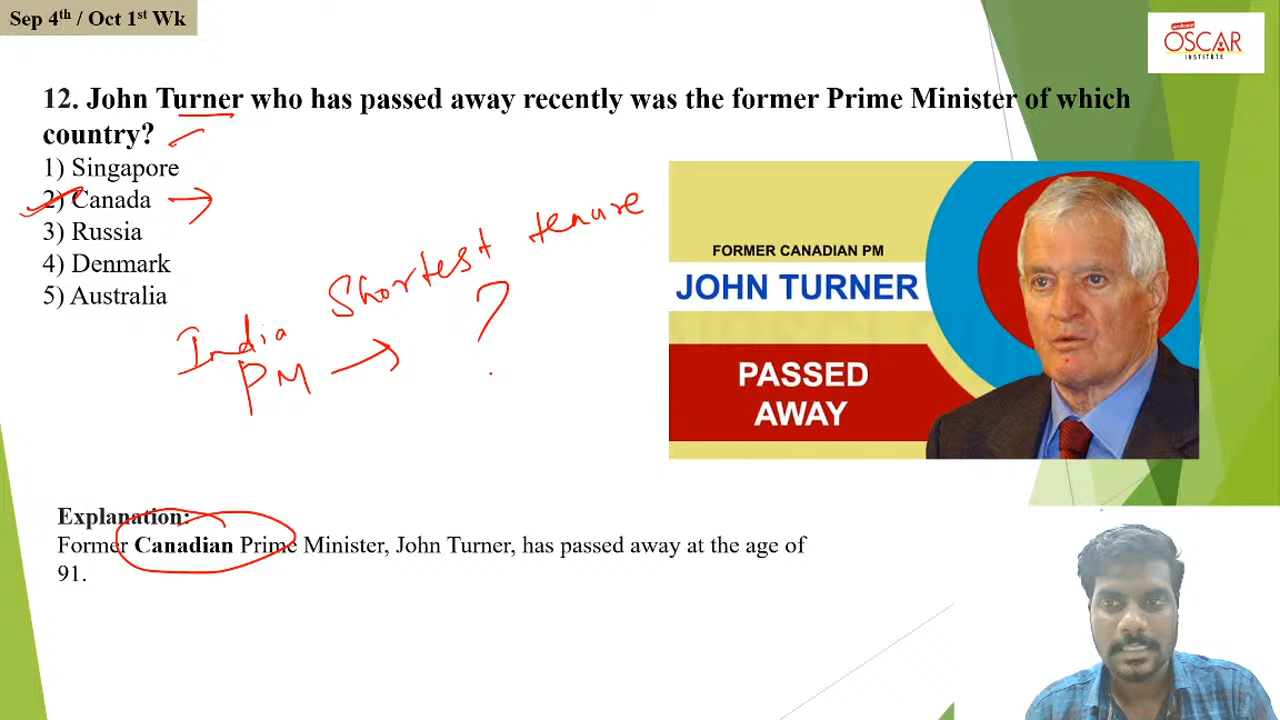 Sep 4th / Oct 1st Wk
OSCAR
INSTITUTE
12. John Turner who has passed away recently was the former Prime Minister of which
country?
1) Singapore
2) Canada
3) Russia
4) Denmark
5) Australia
India Shortest tenure
PM → ?
FORMER CANADIAN PM
JOHN TURNER
PASSED
AWAY
Explanation:
Former Canadian Prime Minister, John Turner, has passed away at the age of
91.